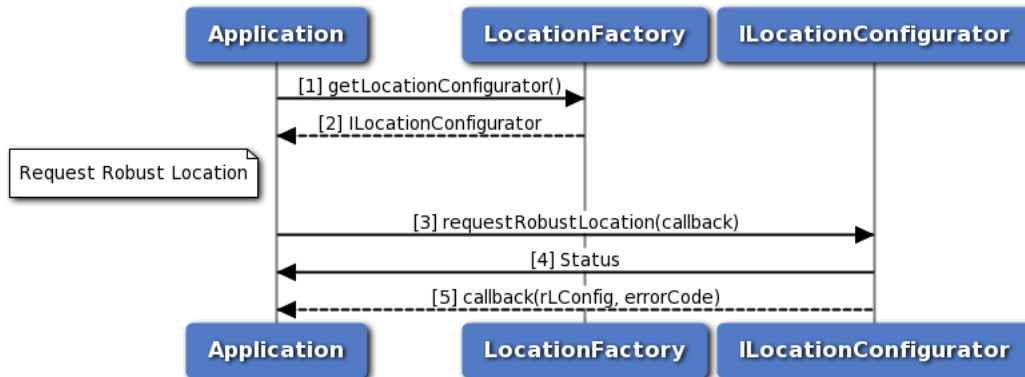 Application
LocationFactory
ILocationConfigurator
[1] getLocationConfigurator()
[2] ILocationConfigurator
Request Robust Location
[3] requestRobustLocation(callback)
[4] Status
[5] callback(rLConfig, errorCode)
Application
LocationFactory
ILocationConfigurator